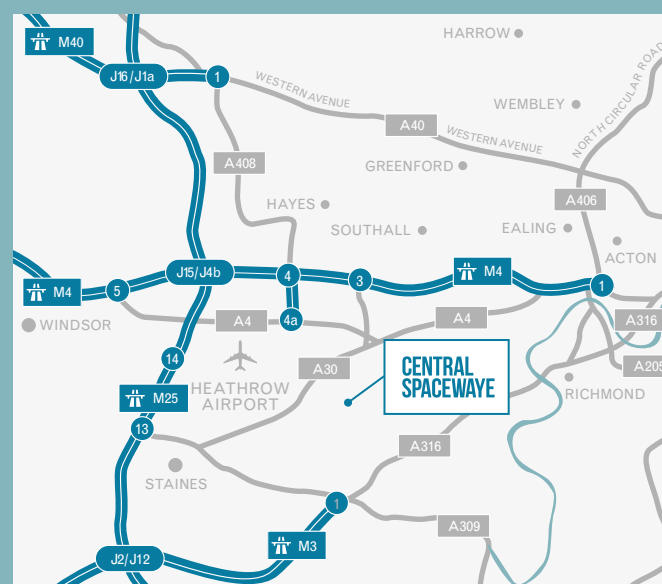 HARROW
M40
J16/J1a
1
WESTERN AVENUE
NORTH CIRCULAR ROAD
WEMBLEY
A40
WESTERN AVENUE
A408
GREENFORD
A406
HAYES
SOUTHALL
EALING
ACTON
J15/J4b
M4
4
3
M4
5
1
WINDSOR
A4
4a
A4
A316
14
HEATHROW
AIRPORT
A30
CENTRAL
SPACEWAYE
A205
RICHMOND
M25
13
A316
STAINES
1
A309
M3
J2/J12